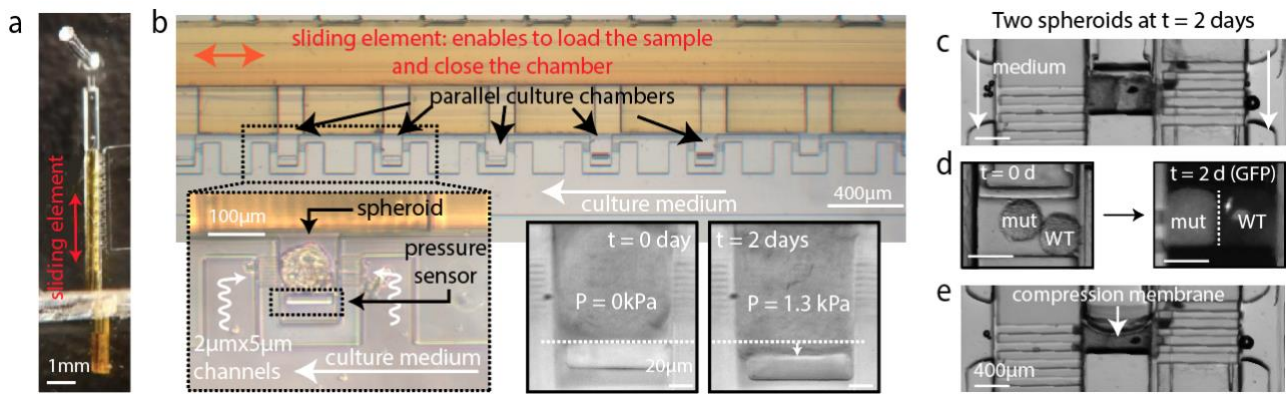 a
sliding element
1mm
b
sliding element: enables to load the sample
and close the chamber
parallel culture chambers
culture medium
400μm
100μm
spheroid
pressure
sensor
2μmx5μm
channels
culture medium
t = 0 day
P = 0kPa
20μm
t = 2 days
P = 1.3 kPa
Two spheroids at t = 2 days
c
medium
d
t = 0 d
mut
WT
t = 2 d (GFP)
mut
WT
e
compression membrane
400μm